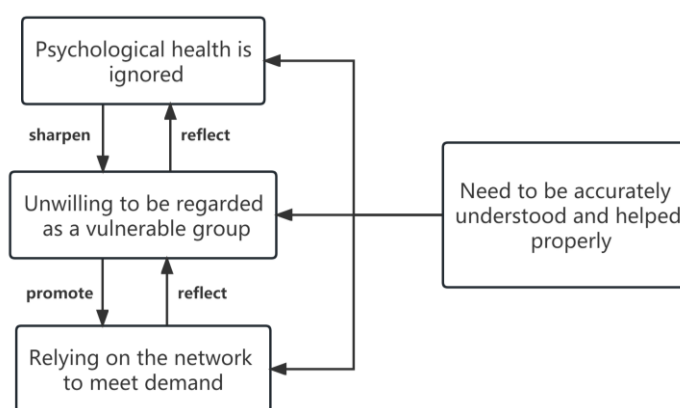 Psychological health is
ignored
sharpen
reflect
Unwilling to be regarded
as a vulnerable group
Need to be accurately
understood and helped
properly
promote
reflect
Relying on the network
to meet demand